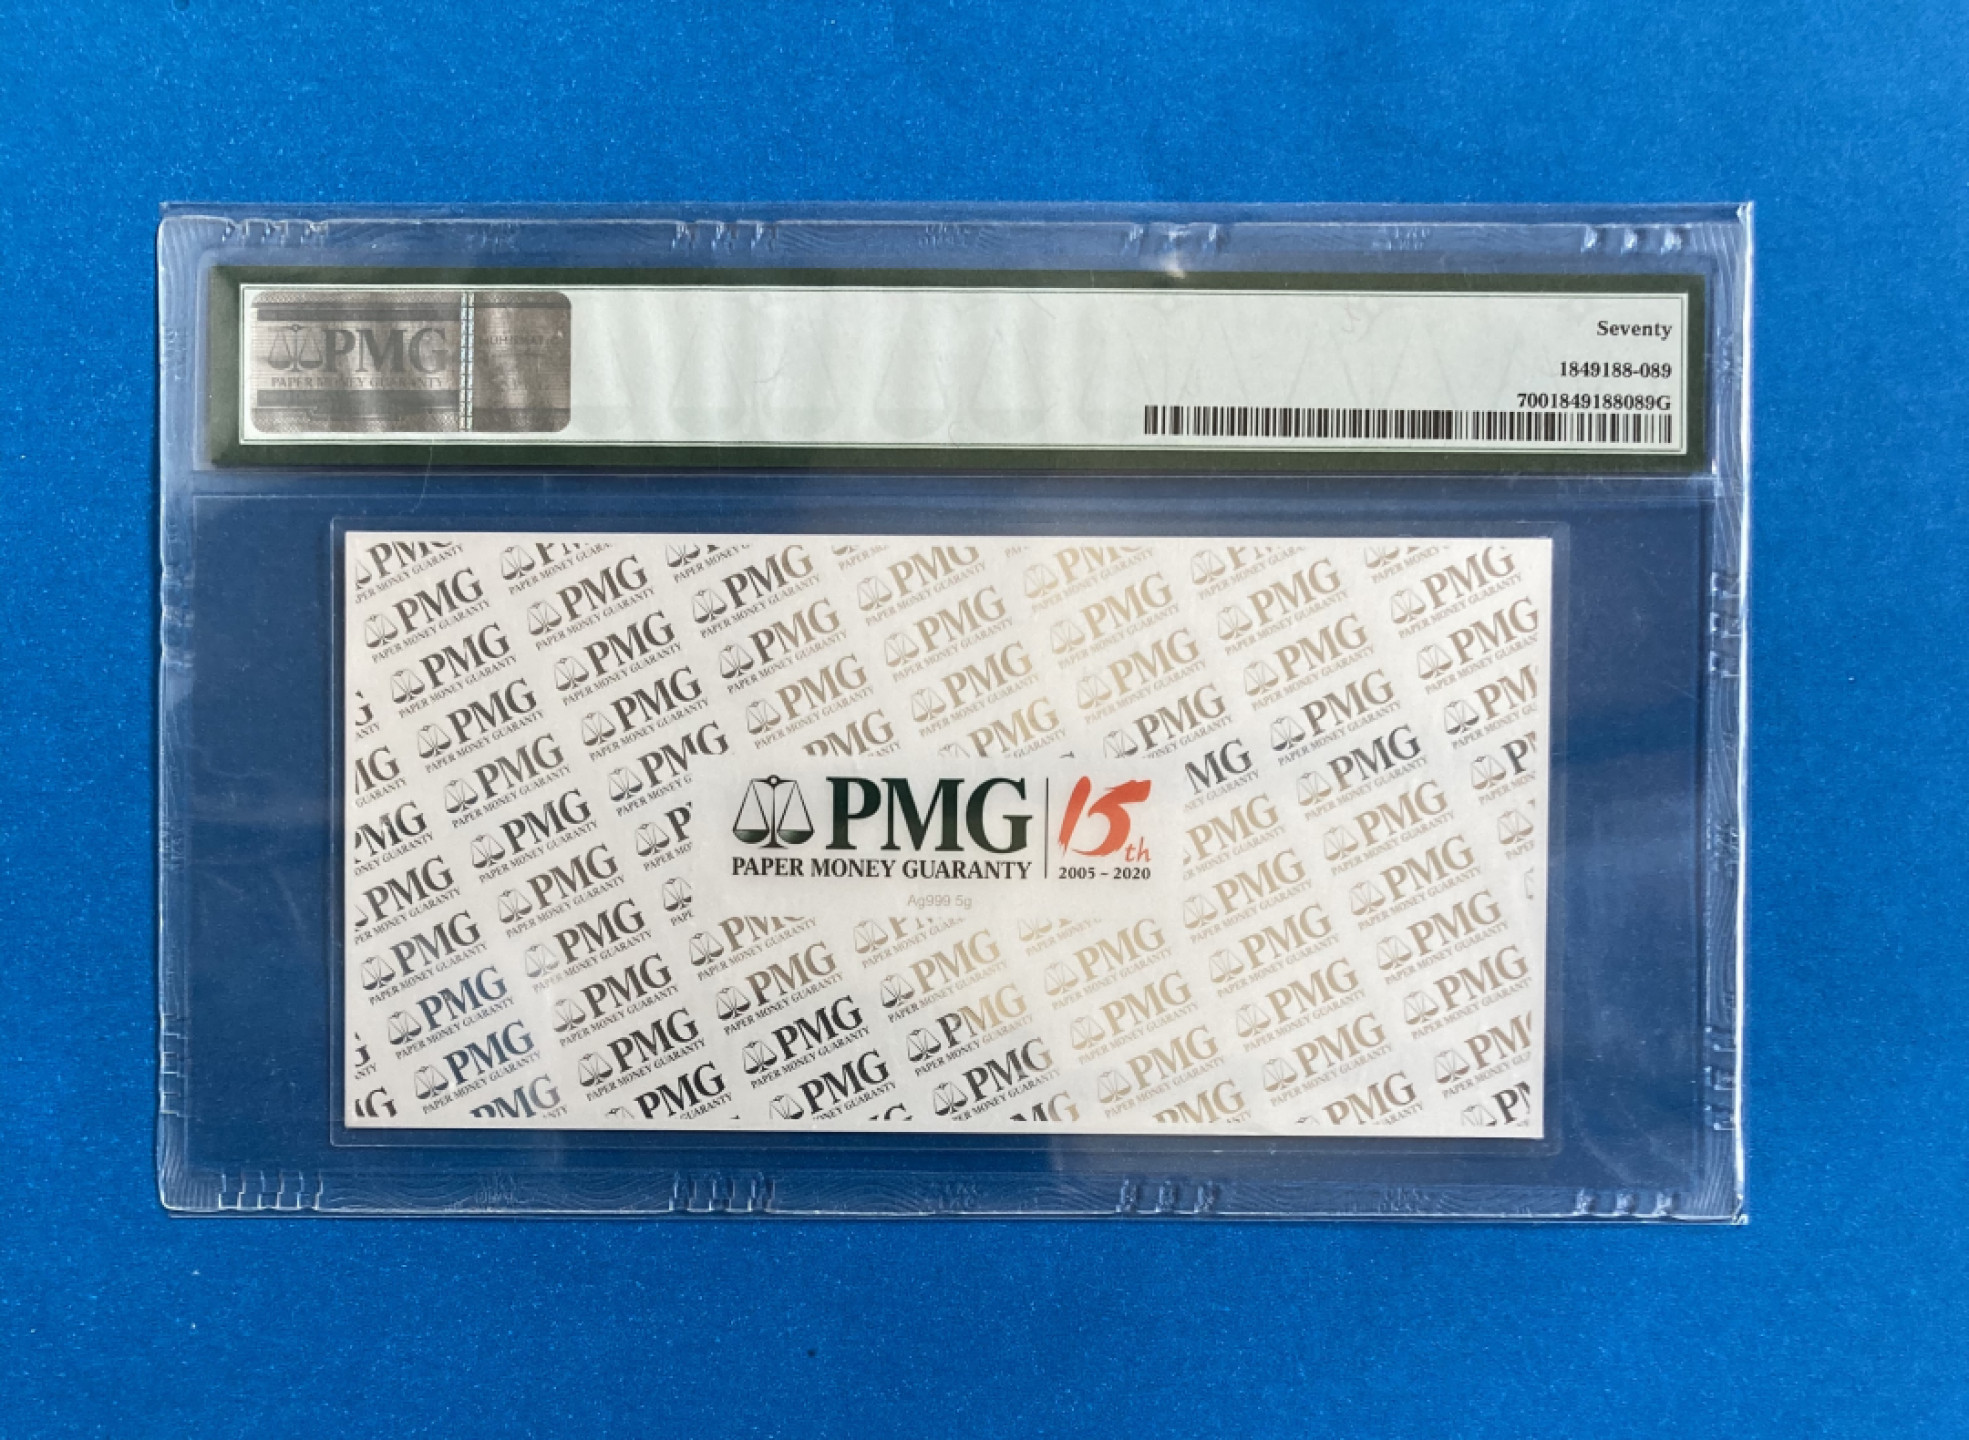 PMG
PAPER MONEY GUARANTY
Seventy
1849188-089
7001849188089G
PMG
PAPER MONEY GUARANTY
15th
2005 – 2020
Ag999 5g